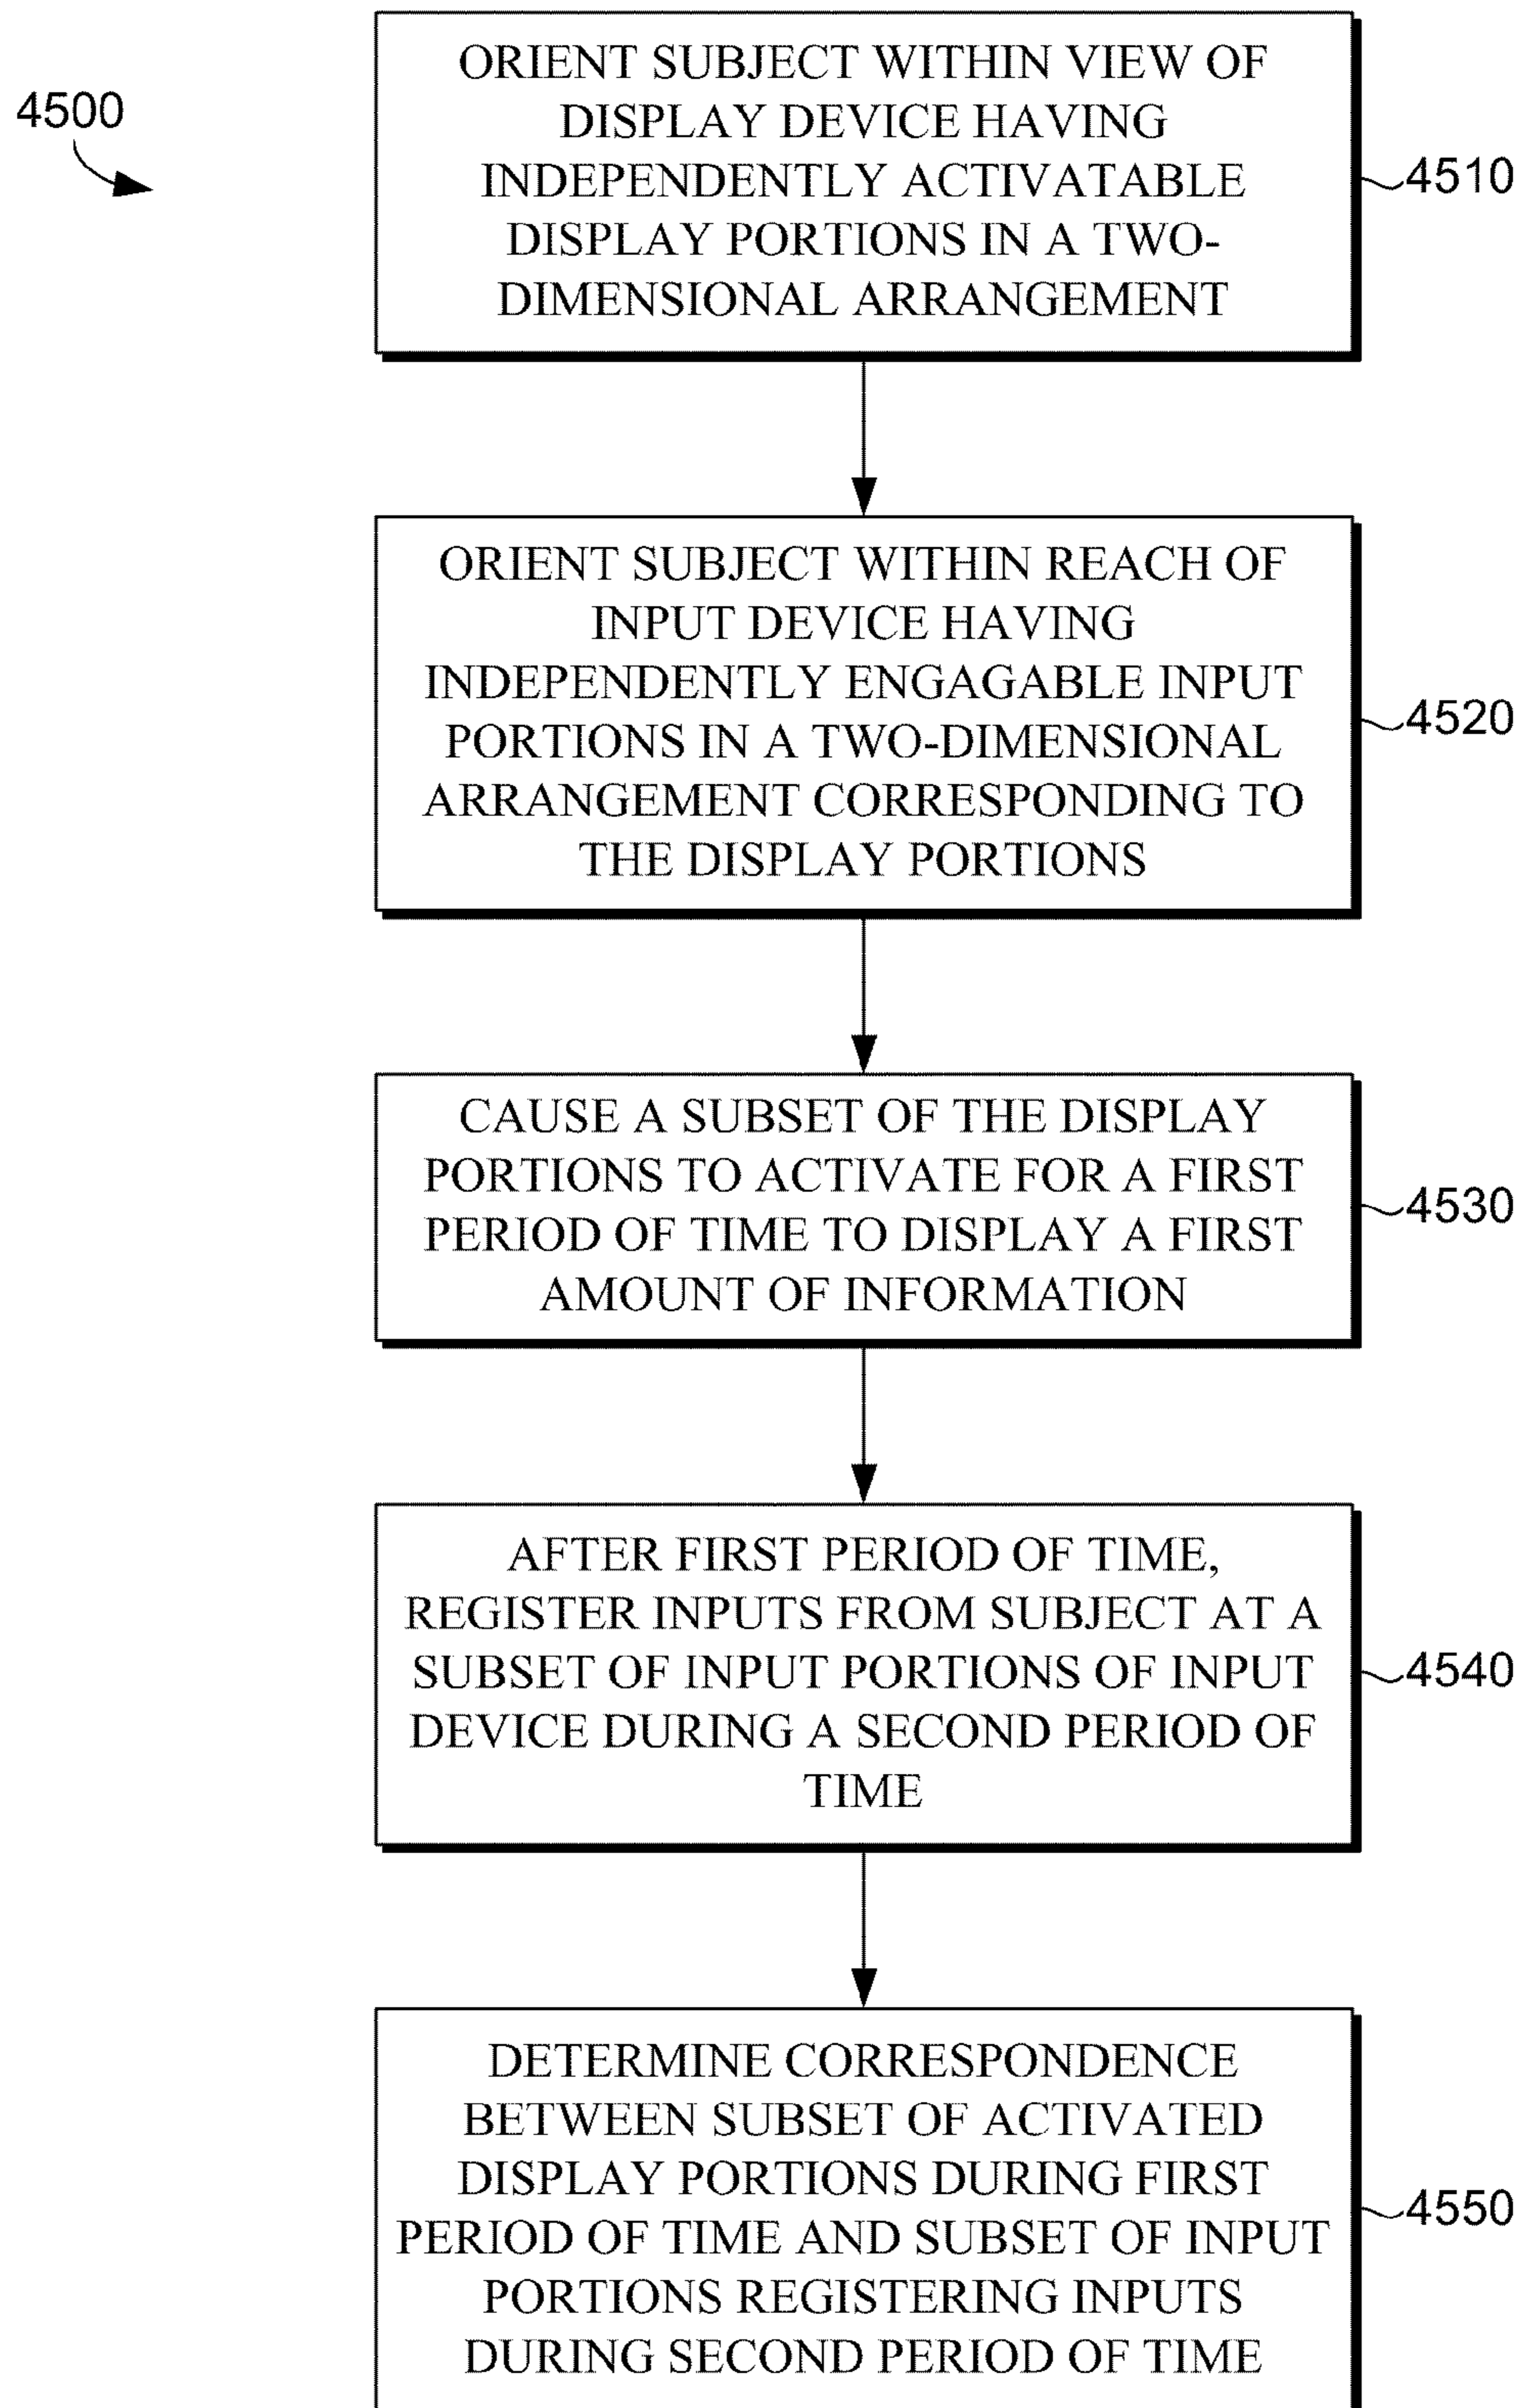 4500
ORIENT SUBJECT WITHIN VIEW OF
DISPLAY DEVICE HAVING
INDEPENDENTLY ACTIVATABLE
DISPLAY PORTIONS IN A TWO-
DIMENSIONAL ARRANGEMENT
4510
ORIENT SUBJECT WITHIN REACH OF
INPUT DEVICE HAVING
INDEPENDENTLY ENGAGABLE INPUT
PORTIONS IN A TWO-DIMENSIONAL
ARRANGEMENT CORRESPONDING TO
THE DISPLAY PORTIONS
4520
CAUSE A SUBSET OF THE DISPLAY
PORTIONS TO ACTIVATE FOR A FIRST
PERIOD OF TIME TO DISPLAY A FIRST
AMOUNT OF INFORMATION
4530
AFTER FIRST PERIOD OF TIME,
REGISTER INPUTS FROM SUBJECT AT A
SUBSET OF INPUT PORTIONS OF INPUT
DEVICE DURING A SECOND PERIOD OF
TIME
4540
DETERMINE CORRESPONDENCE
BETWEEN SUBSET OF ACTIVATED
DISPLAY PORTIONS DURING FIRST
PERIOD OF TIME AND SUBSET OF INPUT
PORTIONS REGISTERING INPUTS
DURING SECOND PERIOD OF TIME
4550